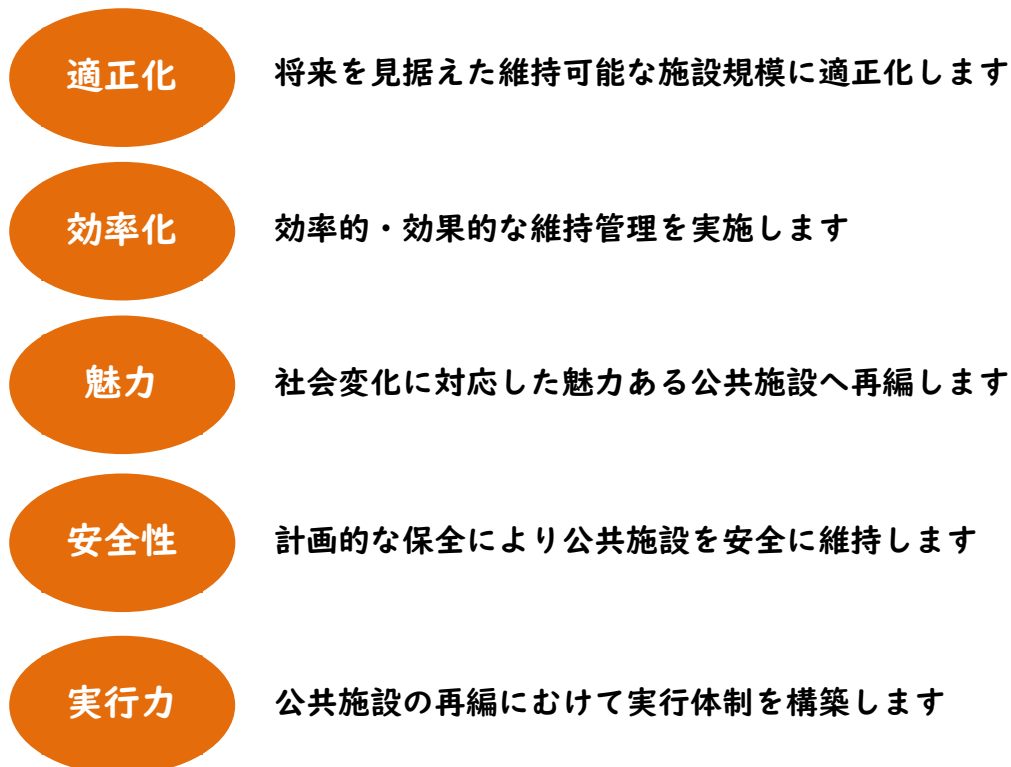 適正化
将来を見据えた維持可能な施設規模に適正化します
効率化
効率的・効果的な維持管理を実施します
魅力
社会変化に対応した魅力ある公共施設へ再編します
安全性
計画的な保全により公共施設を安全に維持します
実行力
公共施設の再編にむけて実行体制を構築します